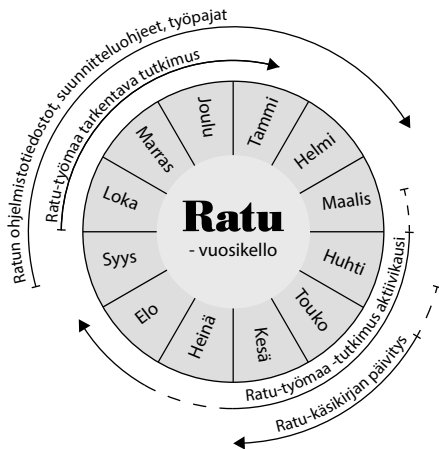 Ratun ohjelmistotiedostot, suunnitteluohjeet, työpajat
Ratu-työmaa tarkentava tutkimus
Tammi
Helmi
Maalis
Huhti
Touko
Kesä
Heinä
Elo
Syys
Loka
Marras
Joulu
Ratu
- vuosikello
Ratu-työmaa -tutkimus aktiivikausi
Ratu-käsikirjan päivitys